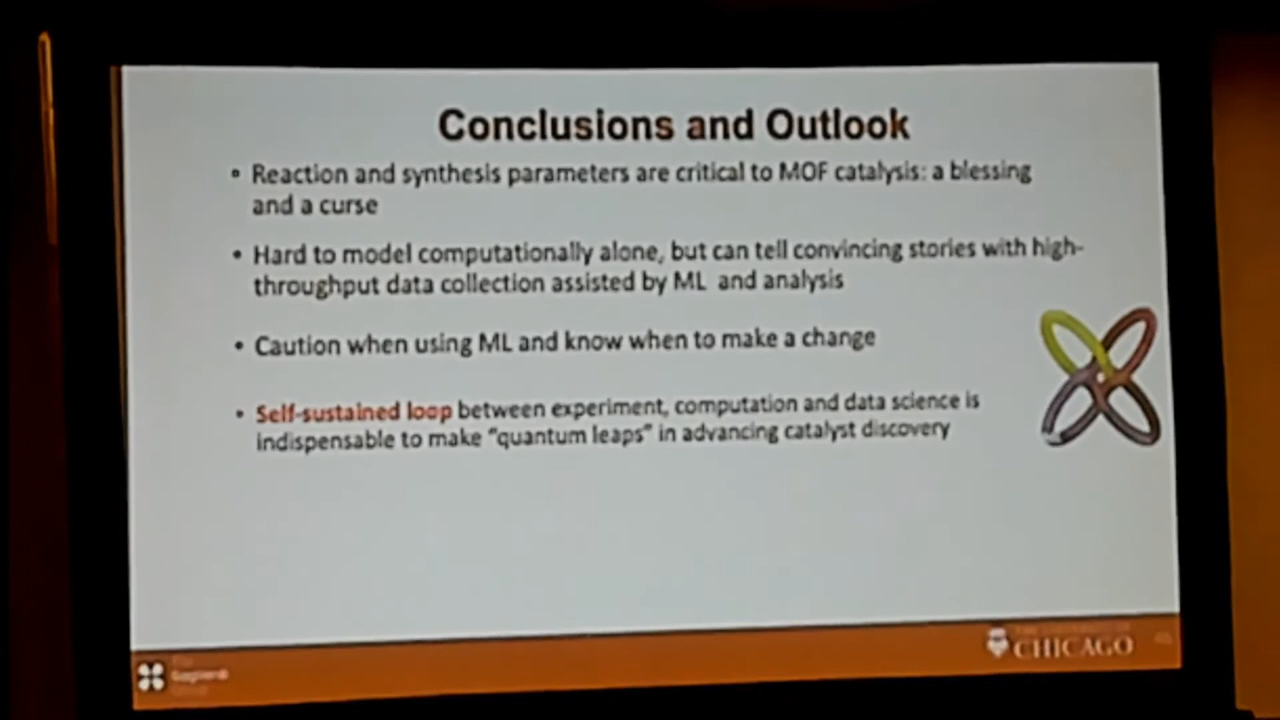 Conclusions and Outlook
• Reaction and synthesis parameters are critical to MOF catalysis: a blessing
and a curse
• Hard to model computationally alone, but can tell convincing stories with high-
throughput data collection assisted by ML and analysis
• Caution when using ML and know when to make a change
• Self-sustained loop between experiment, computation and data science is
indispensable to make "quantum leaps" in advancing catalyst discovery
CHICAGO